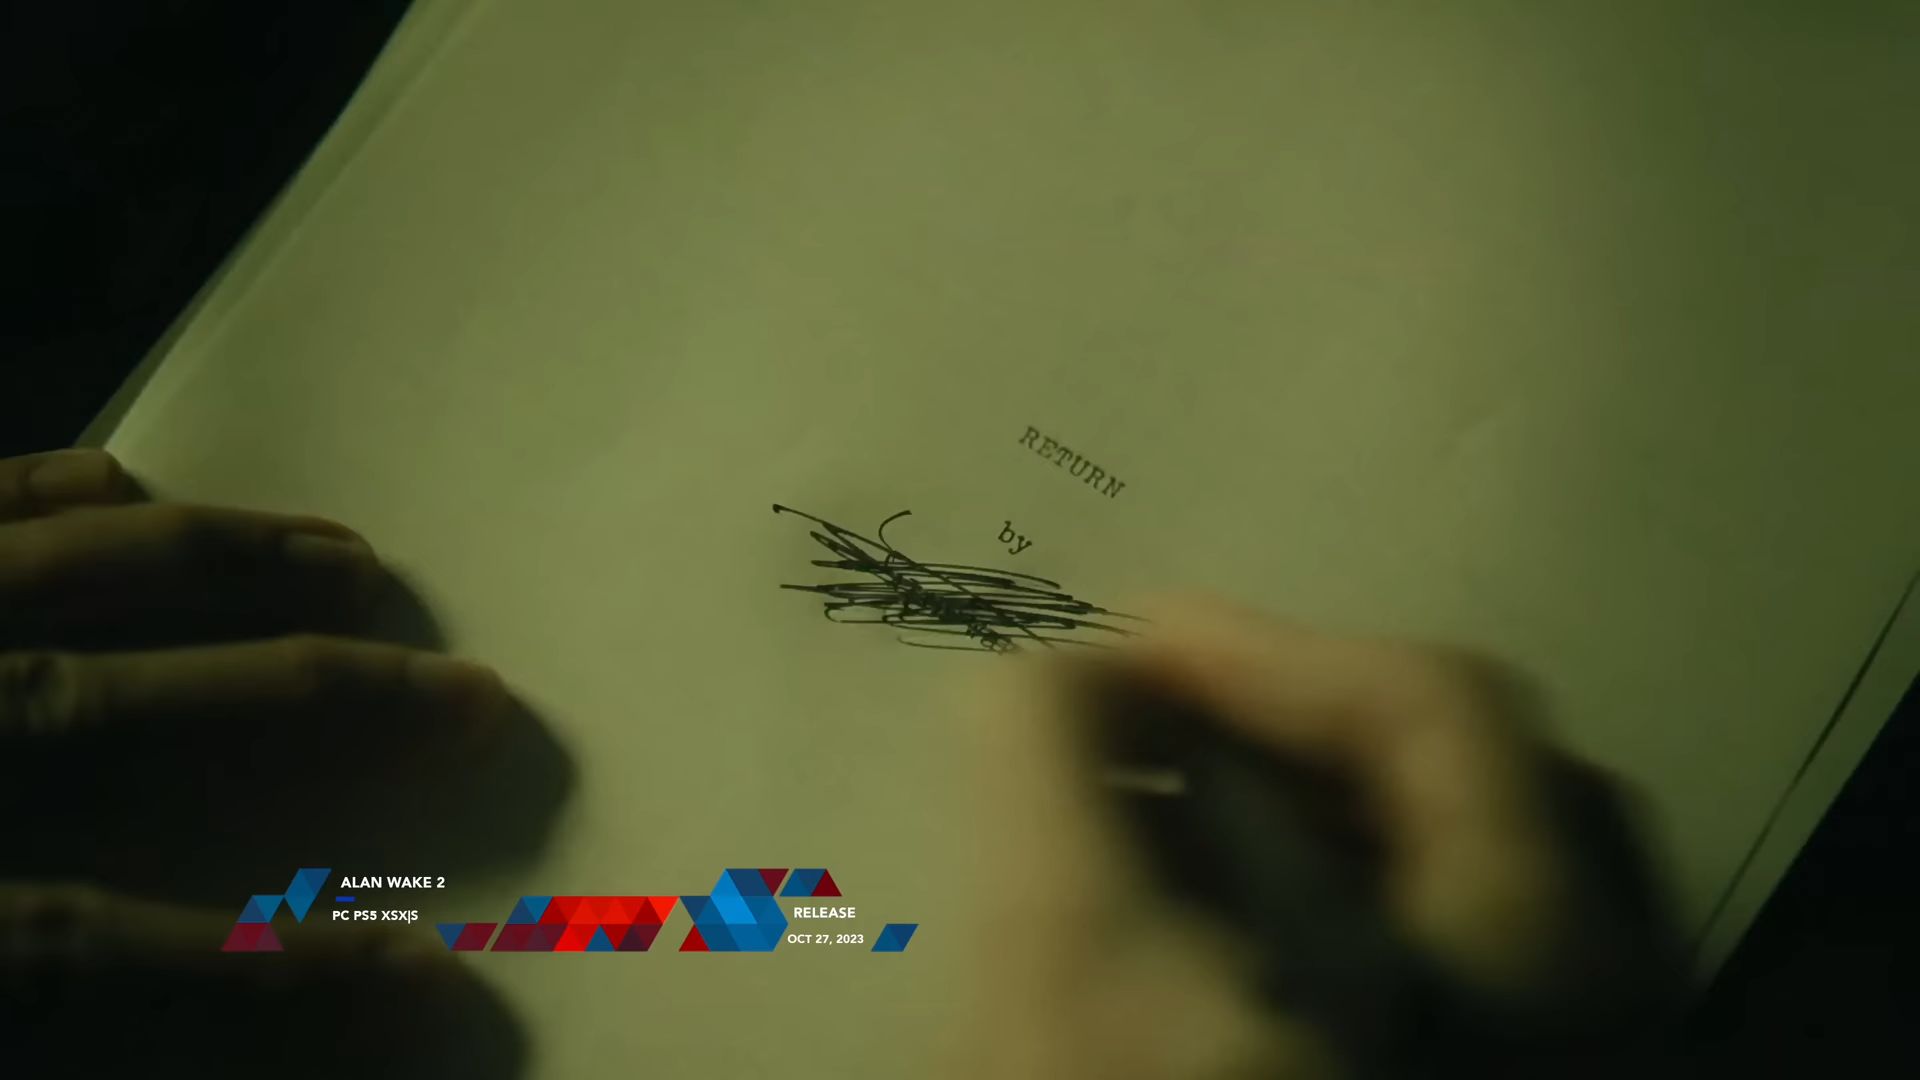 RETURN
by
ALAN WAKE 2
PC PS5 XSX|S
RELEASE
OCT 27, 2023